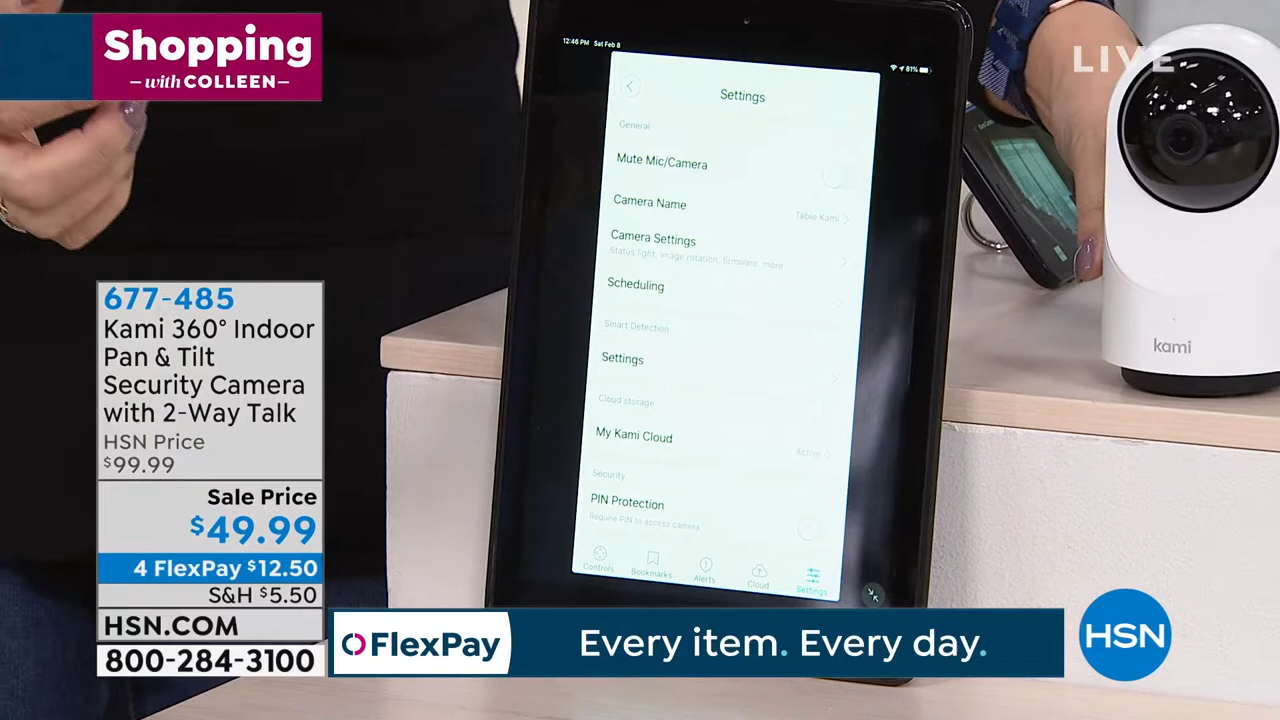 Shopping
–with COLLEEN–
LIVE
12:46 PM Sat Feb 8
81%
Settings
General
Mute Mic/Camera
Camera Name
Table Kami
Camera Settings
Status light, image rotation, firmware, more
Scheduling
Smart Detection
Settings
Cloud storage
My Kami Cloud
Active
Security
PIN Protection
Require PIN to access camera
Controls
Bookmarks
Alerts
Cloud
Settings
kami
677-485
Kami 360° Indoor
Pan & Tilt
Security Camera
with 2-Way Talk
HSN Price
$99.99
Sale Price
$49.99
4 FlexPay $12.50
S&H $5.50
HSN.COM
800-284-3100
FlexPay
Every item. Every day.
HSN